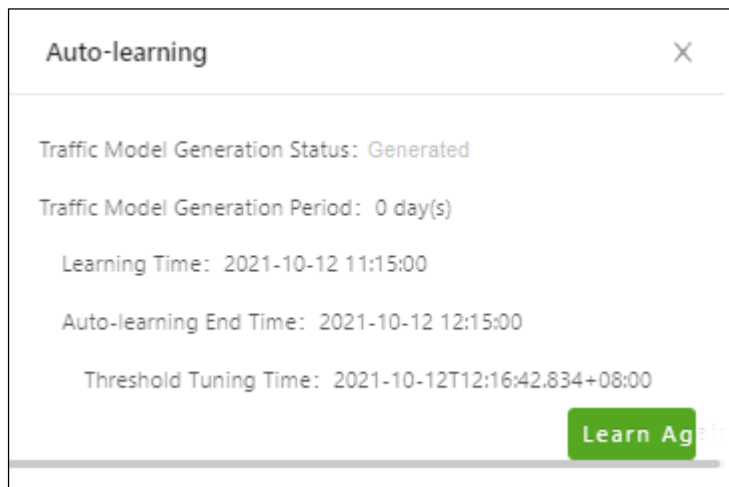 Auto-learning
Traffic Model Generation Status: Generated
Traffic Model Generation Period: 0 day(s)
Learning Time: 2021-10-12 11:15:00
Auto-learning End Time: 2021-10-12 12:15:00
Threshold Tuning Time: 2021-10-12T12:16:42.834+08:00
Learn Again